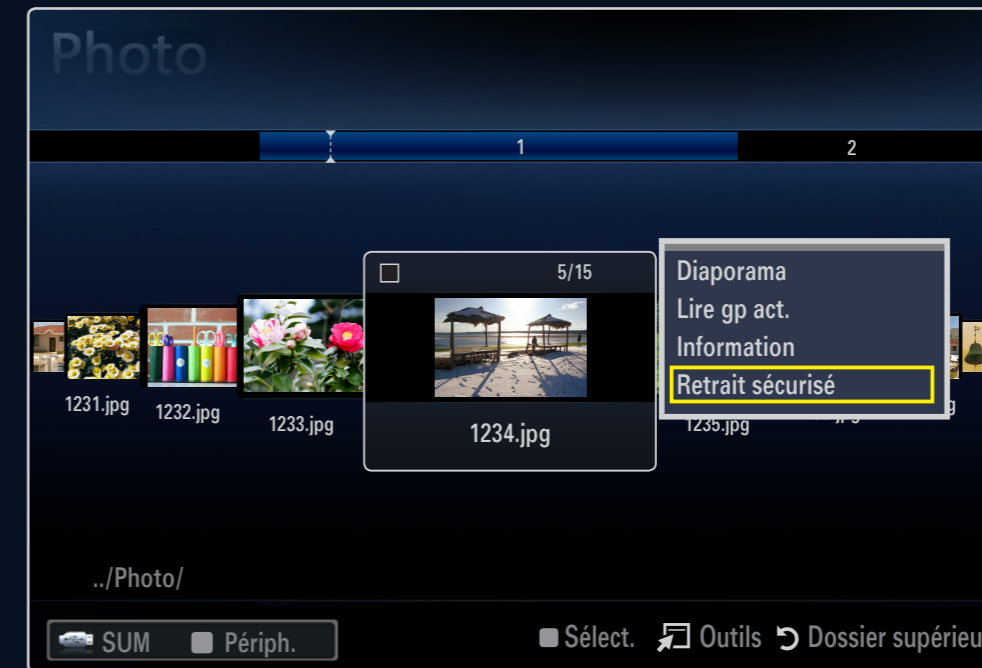 Photo
1 2
5/15
Diaporama
Lire gp act.
Information
Retrait sécurisé
1231.jpg 1232.jpg 1233.jpg 1234.jpg 1235.jpg
../Photo/
SUM Périph. Sélect. Outils Dossier supérieu